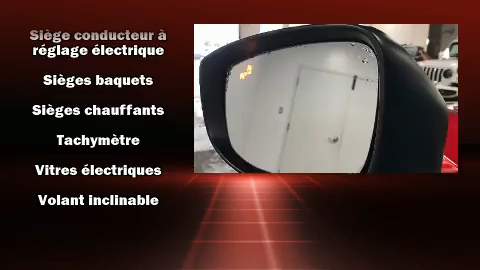 Siège conducteur à
réglage électrique
Sièges baquets
Sièges chauffants
Tachymètre
Vitres électriques
Volant inclinable